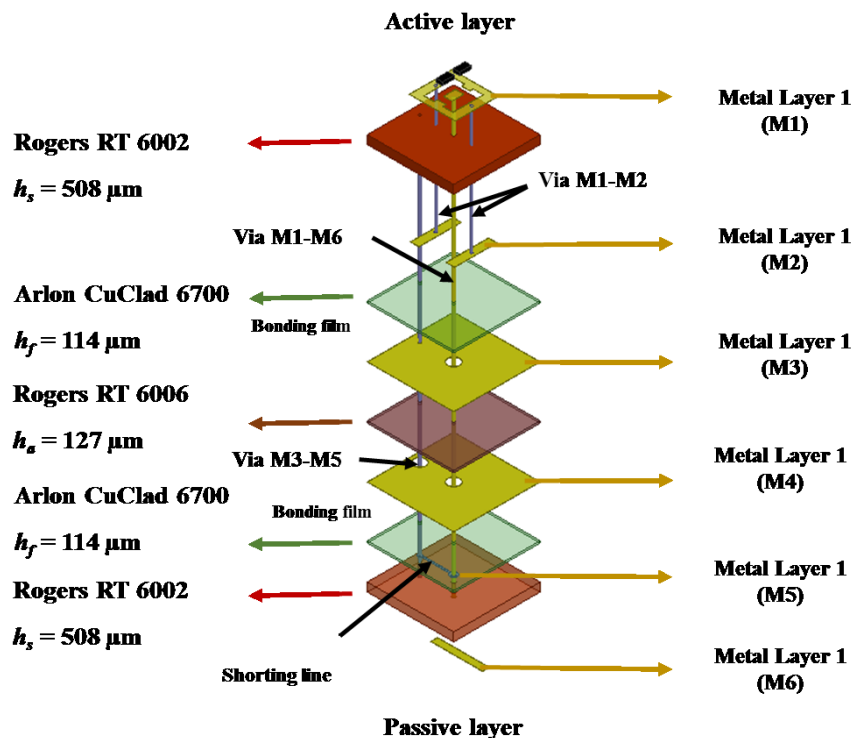 Active layer
Metal Layer 1
(M1)
Rogers RT 6002
hs = 508 µm
Via M1-M2
Via M1-M6
Metal Layer 1
(M2)
Arlon CuClad 6700
Bonding film
hf = 114 µm
Metal Layer 1
(M3)
Rogers RT 6006
ha = 127 µm
Via M3-M5
Metal Layer 1
(M4)
Arlon CuClad 6700
Bonding film
hf = 114 µm
Metal Layer 1
(M5)
Rogers RT 6002
hs = 508 µm
Shorting line
Metal Layer 1
(M6)
Passive layer